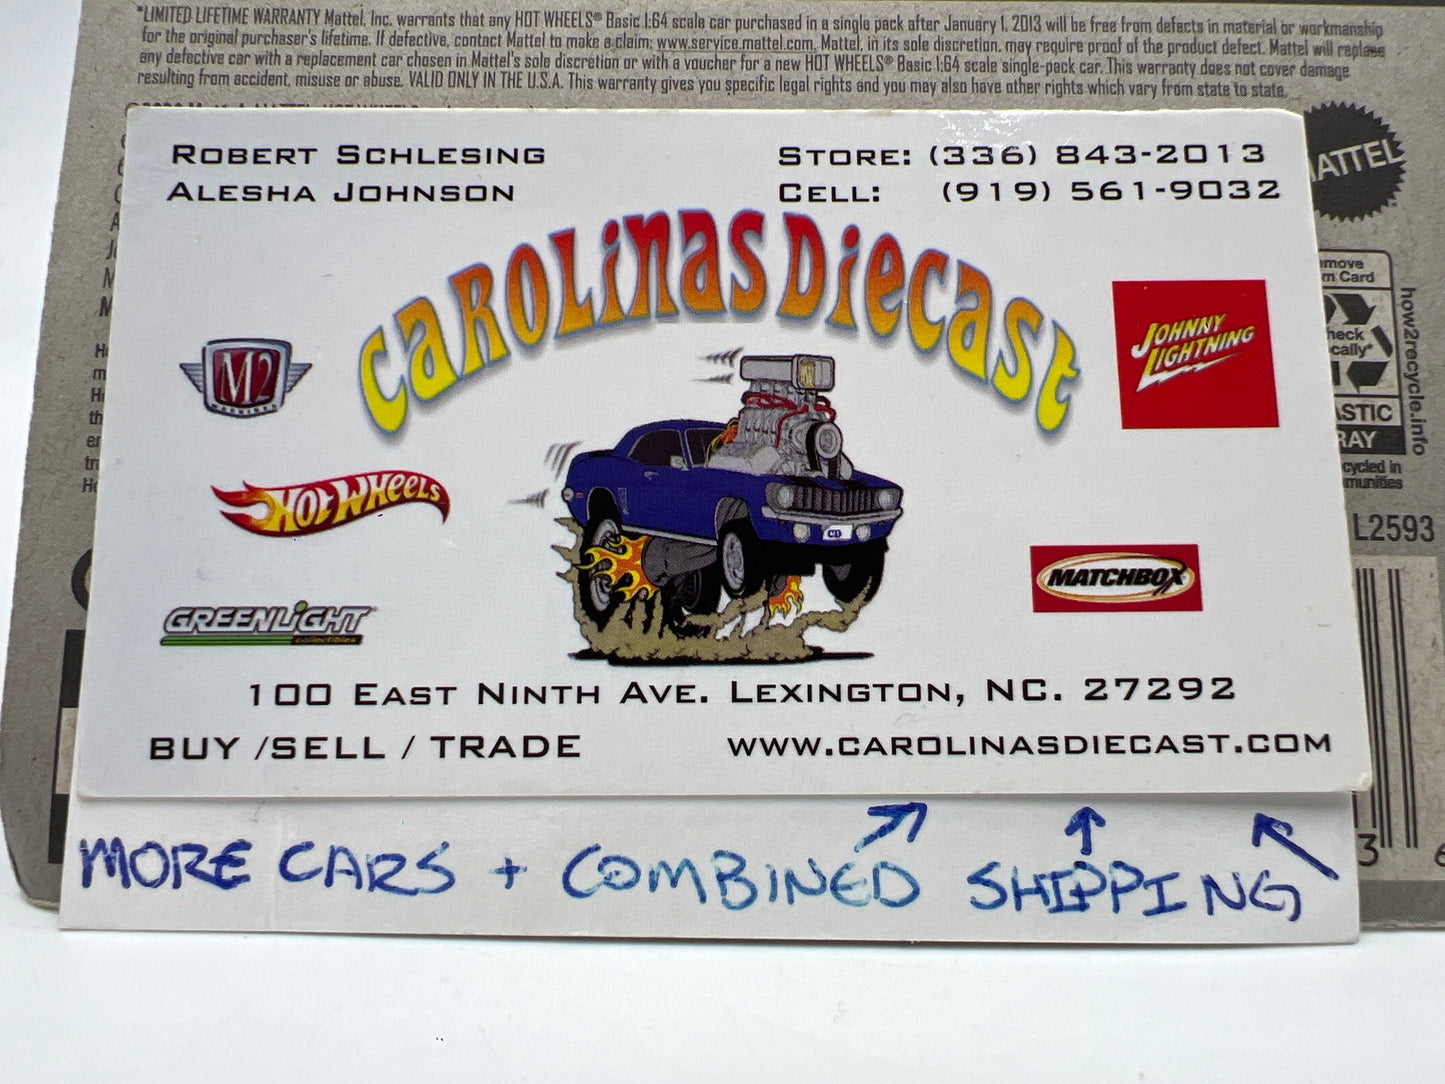 *LIMITED LIFETIME WARRANTY Mattel, Inc. warrants that any HOT WHEELS® Basic 1:64 scale car purchased in a single pack after January 1, 2013 will be free from defects in material or workmanship
for the original purchaser's lifetime. If defective, contact Mattel to make a claim: www.service.mattel.com. Mattel, in its sole discretion, may require proof of the product defect. Mattel will replace
any defective car with a replacement car chosen in Mattel's sole discretion or with a voucher for a new HOT WHEELS® Basic 1:64 scale single-pack car. This warranty does not cover damage
resulting from accident, misuse or abuse. VALID ONLY IN THE U.S.A. This warranty gives you specific legal rights and you may also have other rights which vary from state to state.
ROBERT SCHLESING
ALESHA JOHNSON
STORE: (336) 843-2013
CELL: (919) 561-9032
MATTEL
CAROLINAS DIECAST
M2
MACHINES
JOHNNY
LIGHTNING
HOT WHEELS
CD
MATCHBOX
GREENLIGHT
collectibles
how2recycle.info
L2593
100 EAST NINTH AVE. LEXINGTON, NC. 27292
BUY /SELL / TRADE
WWW.CAROLINASDIECAST.COM
MORE CARS + COMBINED SHIPPING
3